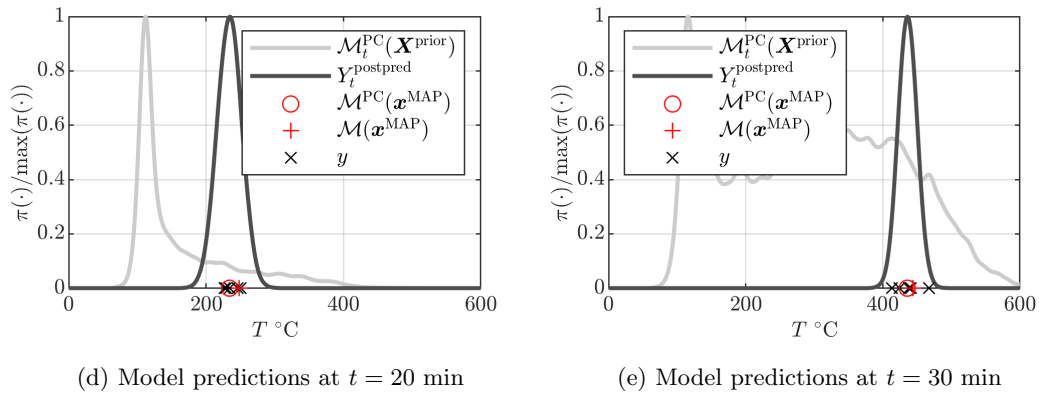 1
0.8
0.6
0.4
0.2
0
0 200 400 600
π(·)/max(π(·))
T °C
M_t^PC(X^prior)
Y_t^postpred
M^PC(x^MAP)
M(x^MAP)
y
(d) Model predictions at t = 20 min
1
0.8
0.6
0.4
0.2
0
0 200 400 600
π(·)/max(π(·))
T °C
M_t^PC(X^prior)
Y_t^postpred
M^PC(x^MAP)
M(x^MAP)
y
(e) Model predictions at t = 30 min